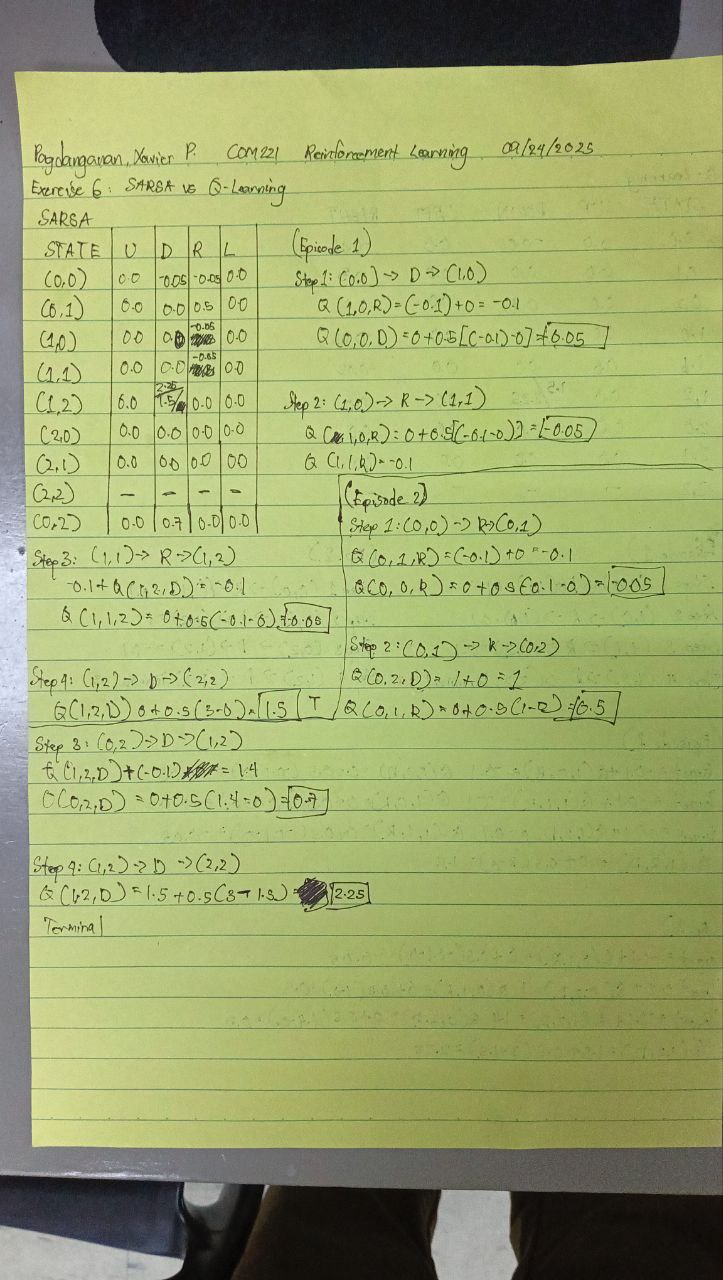 Pagdanganan, Xavier P. COM221 Reinforcement Learning 09/24/2025
Exercise 6: SARSA vs Q-Learning
SARSA
STATE U D R L
(0,0) 0.0 -0.05 -0.05 0.0
(0,1) 0.0 0.0 0.5 0.0
(1,0) 0.0 0.0 -0.05 0.0
(1,1) 0.0 0.0 -0.05 0.0
(1,2) 0.0 2.25 1.5 0.0 0.0
(2,0) 0.0 0.0 0.0 0.0
(2,1) 0.0 0.0 0.0 00
(2,2) - - - -
(0,2) 0.0 0.7 0.0 0.0
(Episode 1)
Step 1: (0,0) -> D -> (1,0)
Q (1,0,R) = (-0.1) + 0 = -0.1
Q (0,0,D) = 0+0.5[(-0.1)-0] = -0.05
Step 2: (1,0) -> R -> (1,1)
Q (1,0,R) = 0+0.5[(-0.1-0)] = -0.05
Q (1,1,R) = -0.1
Step 3: (1,1) -> R -> (1,2)
-0.1+Q(1,2,D) = -0.1
Q (1,1,2) = 0+0.5(-0.1-0) = -0.05
Step 4: (1,2) -> D -> (2,2)
Q(1,2,D) 0+0.5(3-0) = 1.5 T
(Episode 2)
Step 1: (0,0) -> R -> (0,1)
Q (0,1,R) = (-0.1) + 0 = -0.1
Q(0,0,R) = 0+0.5(-0.1-0) = -0.05
Step 2: (0,1) -> R -> (0,2)
Q (0,2,D) = 1+0 = 1
Q (0,1,R) = 0+0.5(1-0) = 0.5
Step 3: (0,2) -> D -> (1,2)
Q(1,2,D)+(-0.1) = 1.4
Q(0,2,D) = 0+0.5(1.4-0) = 0.7
Step 4: (1,2) -> D -> (2,2)
Q (1,2,D) = 1.5+0.5(3-1.5) = 2.25
Terminal